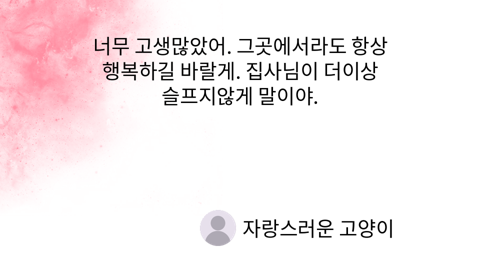 너무 고생많았어. 그곳에서라도 항상
행복하길 바랄게. 집사님이 더이상
슬프지않게 말이야.
자랑스러운 고양이